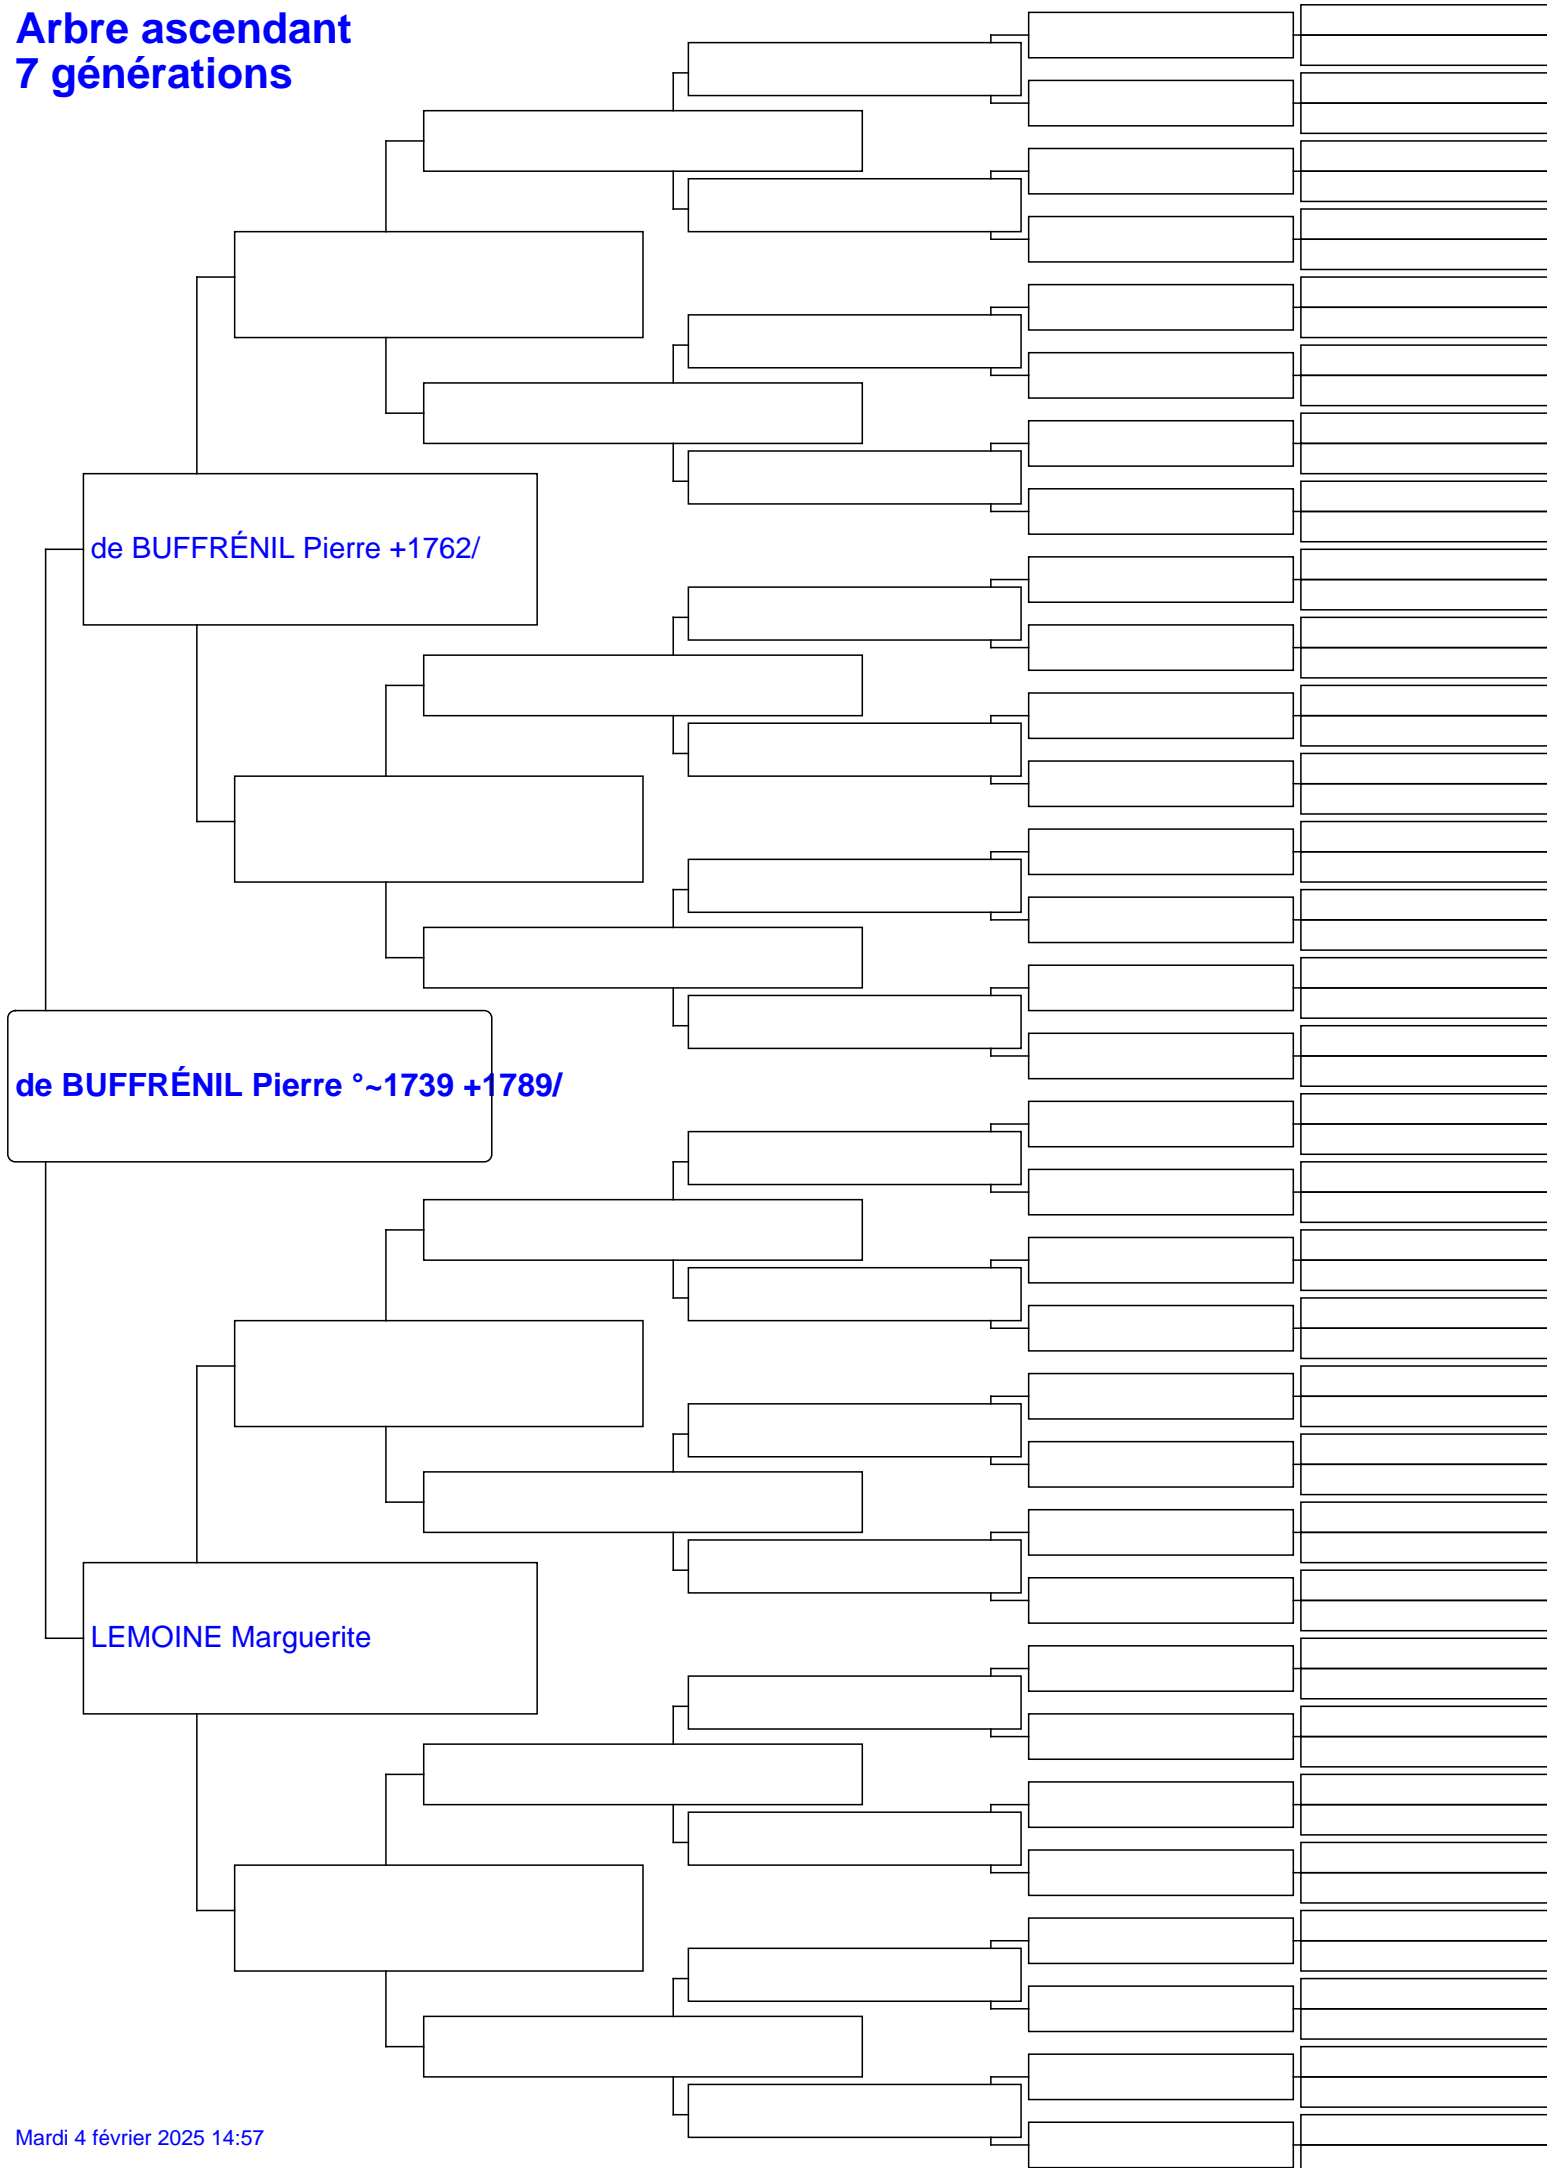 Arbre ascendant
7 générations
de BUFFRÉNIL Pierre +1762/
de BUFFRÉNIL Pierre °~1739 +1789/
LEMOINE Marguerite
Mardi 4 février 2025 14:57